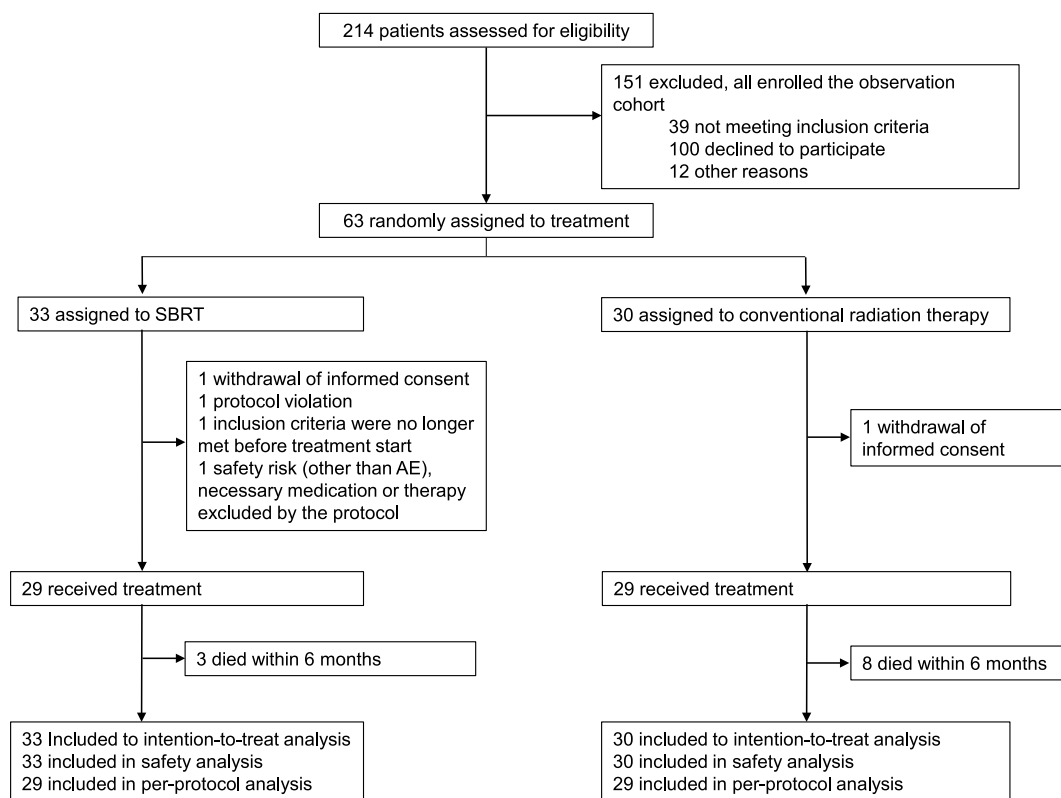 214 patients assessed for eligibility
151 excluded, all enrolled the observation
cohort
39 not meeting inclusion criteria
100 declined to participate
12 other reasons
63 randomly assigned to treatment
33 assigned to SBRT
30 assigned to conventional radiation therapy
1 withdrawal of informed consent
1 protocol violation
1 inclusion criteria were no longer
met before treatment start
1 safety risk (other than AE),
necessary medication or therapy
excluded by the protocol
1 withdrawal of
informed consent
29 received treatment
29 received treatment
3 died within 6 months
8 died within 6 months
33 Included to intention-to-treat analysis
33 included in safety analysis
29 included in per-protocol analysis
30 included to intention-to-treat analysis
30 included in safety analysis
29 included in per-protocol analysis